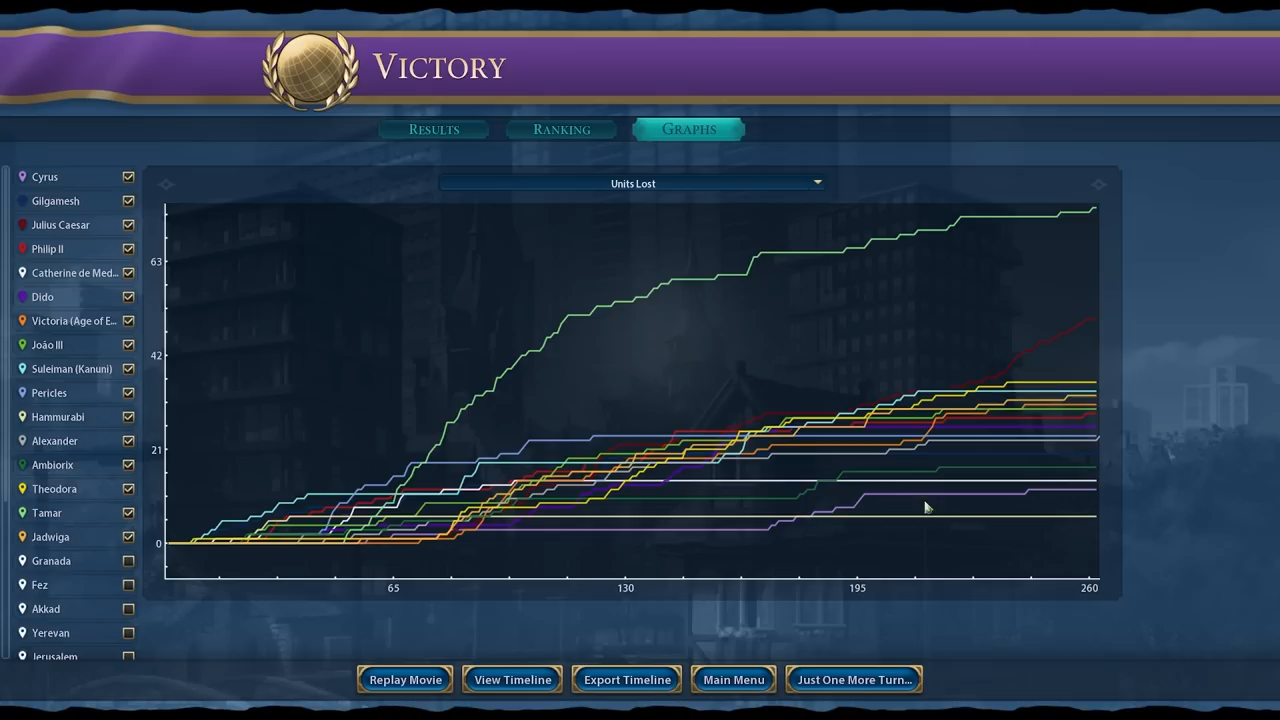 VICTORY
RESULTS
RANKING
GRAPHS
Cyrus
Gilgamesh
Julius Caesar
Philip II
Catherine de Med...
Dido
Victoria (Age of E...
João III
Suleiman (Kanuni)
Pericles
Hammurabi
Alexander
Ambiorix
Theodora
Tamar
Jadwiga
Granada
Fez
Akkad
Yerevan
Jerusalem
Units Lost
63
42
21
0
65 130 195 260
Replay Movie
View Timeline
Export Timeline
Main Menu
Just One More Turn...